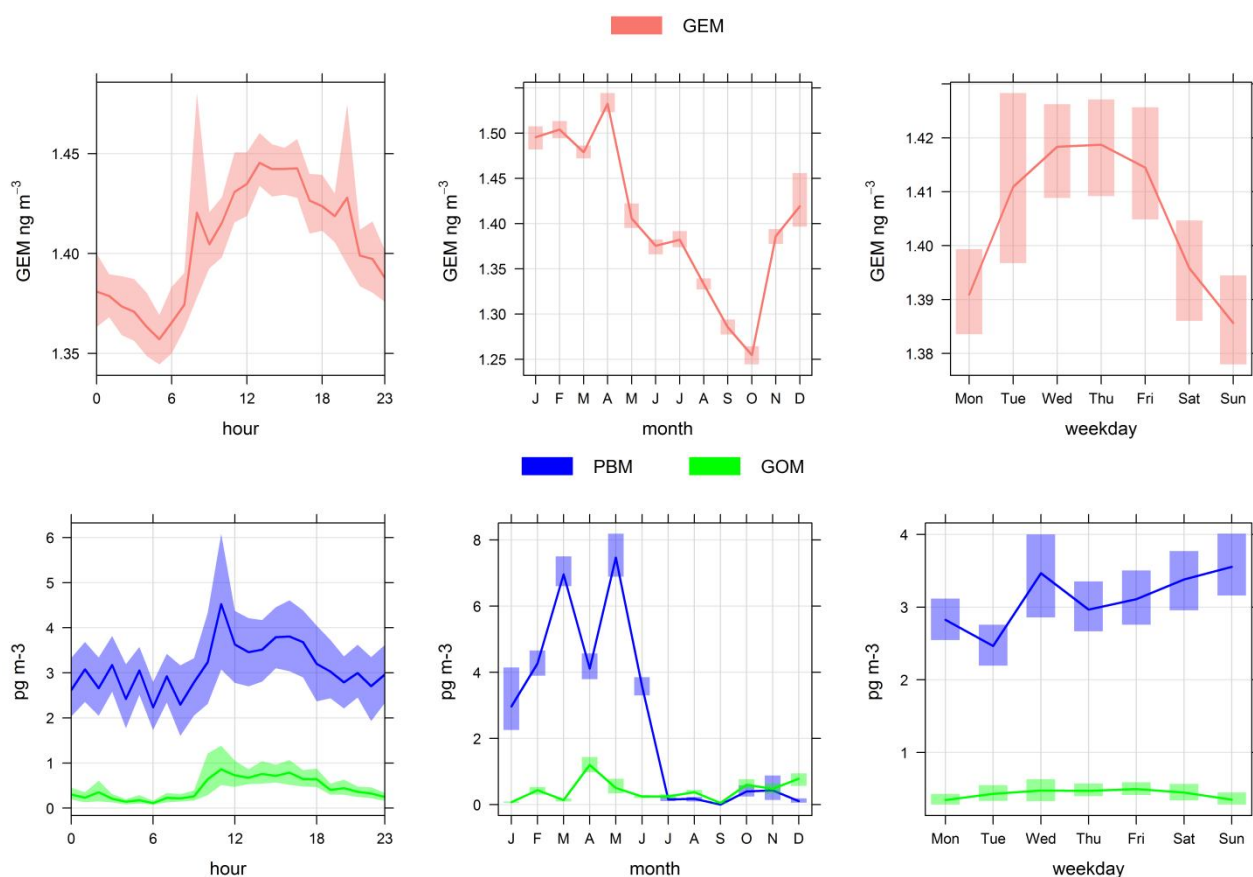 GEM
GEM ng m⁻³
1.45
1.40
1.35
0 6 12 18 23
hour
GEM ng m⁻³
1.50
1.45
1.40
1.35
1.30
1.25
J F M A M J J A S O N D
month
GEM ng m⁻³
1.42
1.41
1.40
1.39
1.38
Mon Tue Wed Thu Fri Sat Sun
weekday
PBM GOM
pg m-3
6
5
4
3
2
1
0
0 6 12 18 23
hour
pg m-3
8
6
4
2
0
J F M A M J J A S O N D
month
pg m-3
4
3
2
1
Mon Tue Wed Thu Fri Sat Sun
weekday